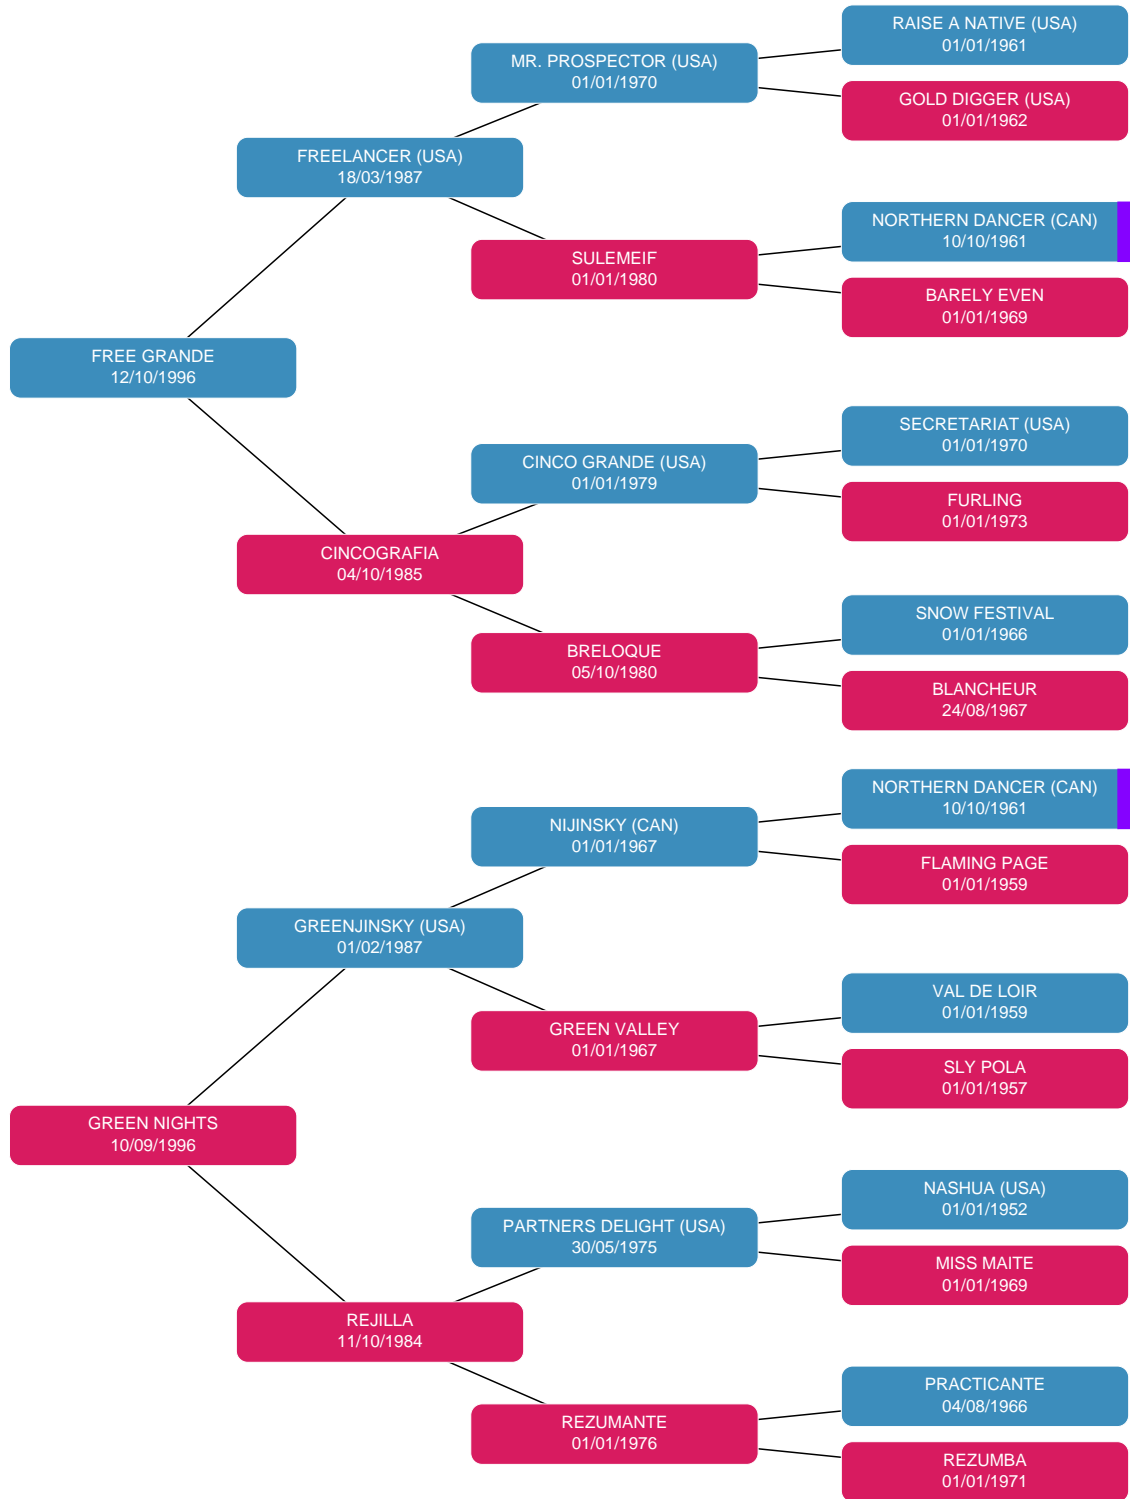 RAISE A NATIVE (USA)
01/01/1961
MR. PROSPECTOR (USA)
01/01/1970
GOLD DIGGER (USA)
01/01/1962
FREELANCER (USA)
18/03/1987
NORTHERN DANCER (CAN)
10/10/1961
SULEMEIF
01/01/1980
BARELY EVEN
01/01/1969
FREE GRANDE
12/10/1996
SECRETARIAT (USA)
01/01/1970
CINCO GRANDE (USA)
01/01/1979
FURLING
01/01/1973
CINCOGRAFIA
04/10/1985
SNOW FESTIVAL
01/01/1966
BRELOQUE
05/10/1980
BLANCHEUR
24/08/1967
NORTHERN DANCER (CAN)
10/10/1961
NIJINSKY (CAN)
01/01/1967
FLAMING PAGE
01/01/1959
GREENJINSKY (USA)
01/02/1987
VAL DE LOIR
01/01/1959
GREEN VALLEY
01/01/1967
SLY POLA
01/01/1957
GREEN NIGHTS
10/09/1996
NASHUA (USA)
01/01/1952
PARTNERS DELIGHT (USA)
30/05/1975
MISS MAITE
01/01/1969
REJILLA
11/10/1984
PRACTICANTE
04/08/1966
REZUMANTE
01/01/1976
REZUMBA
01/01/1971